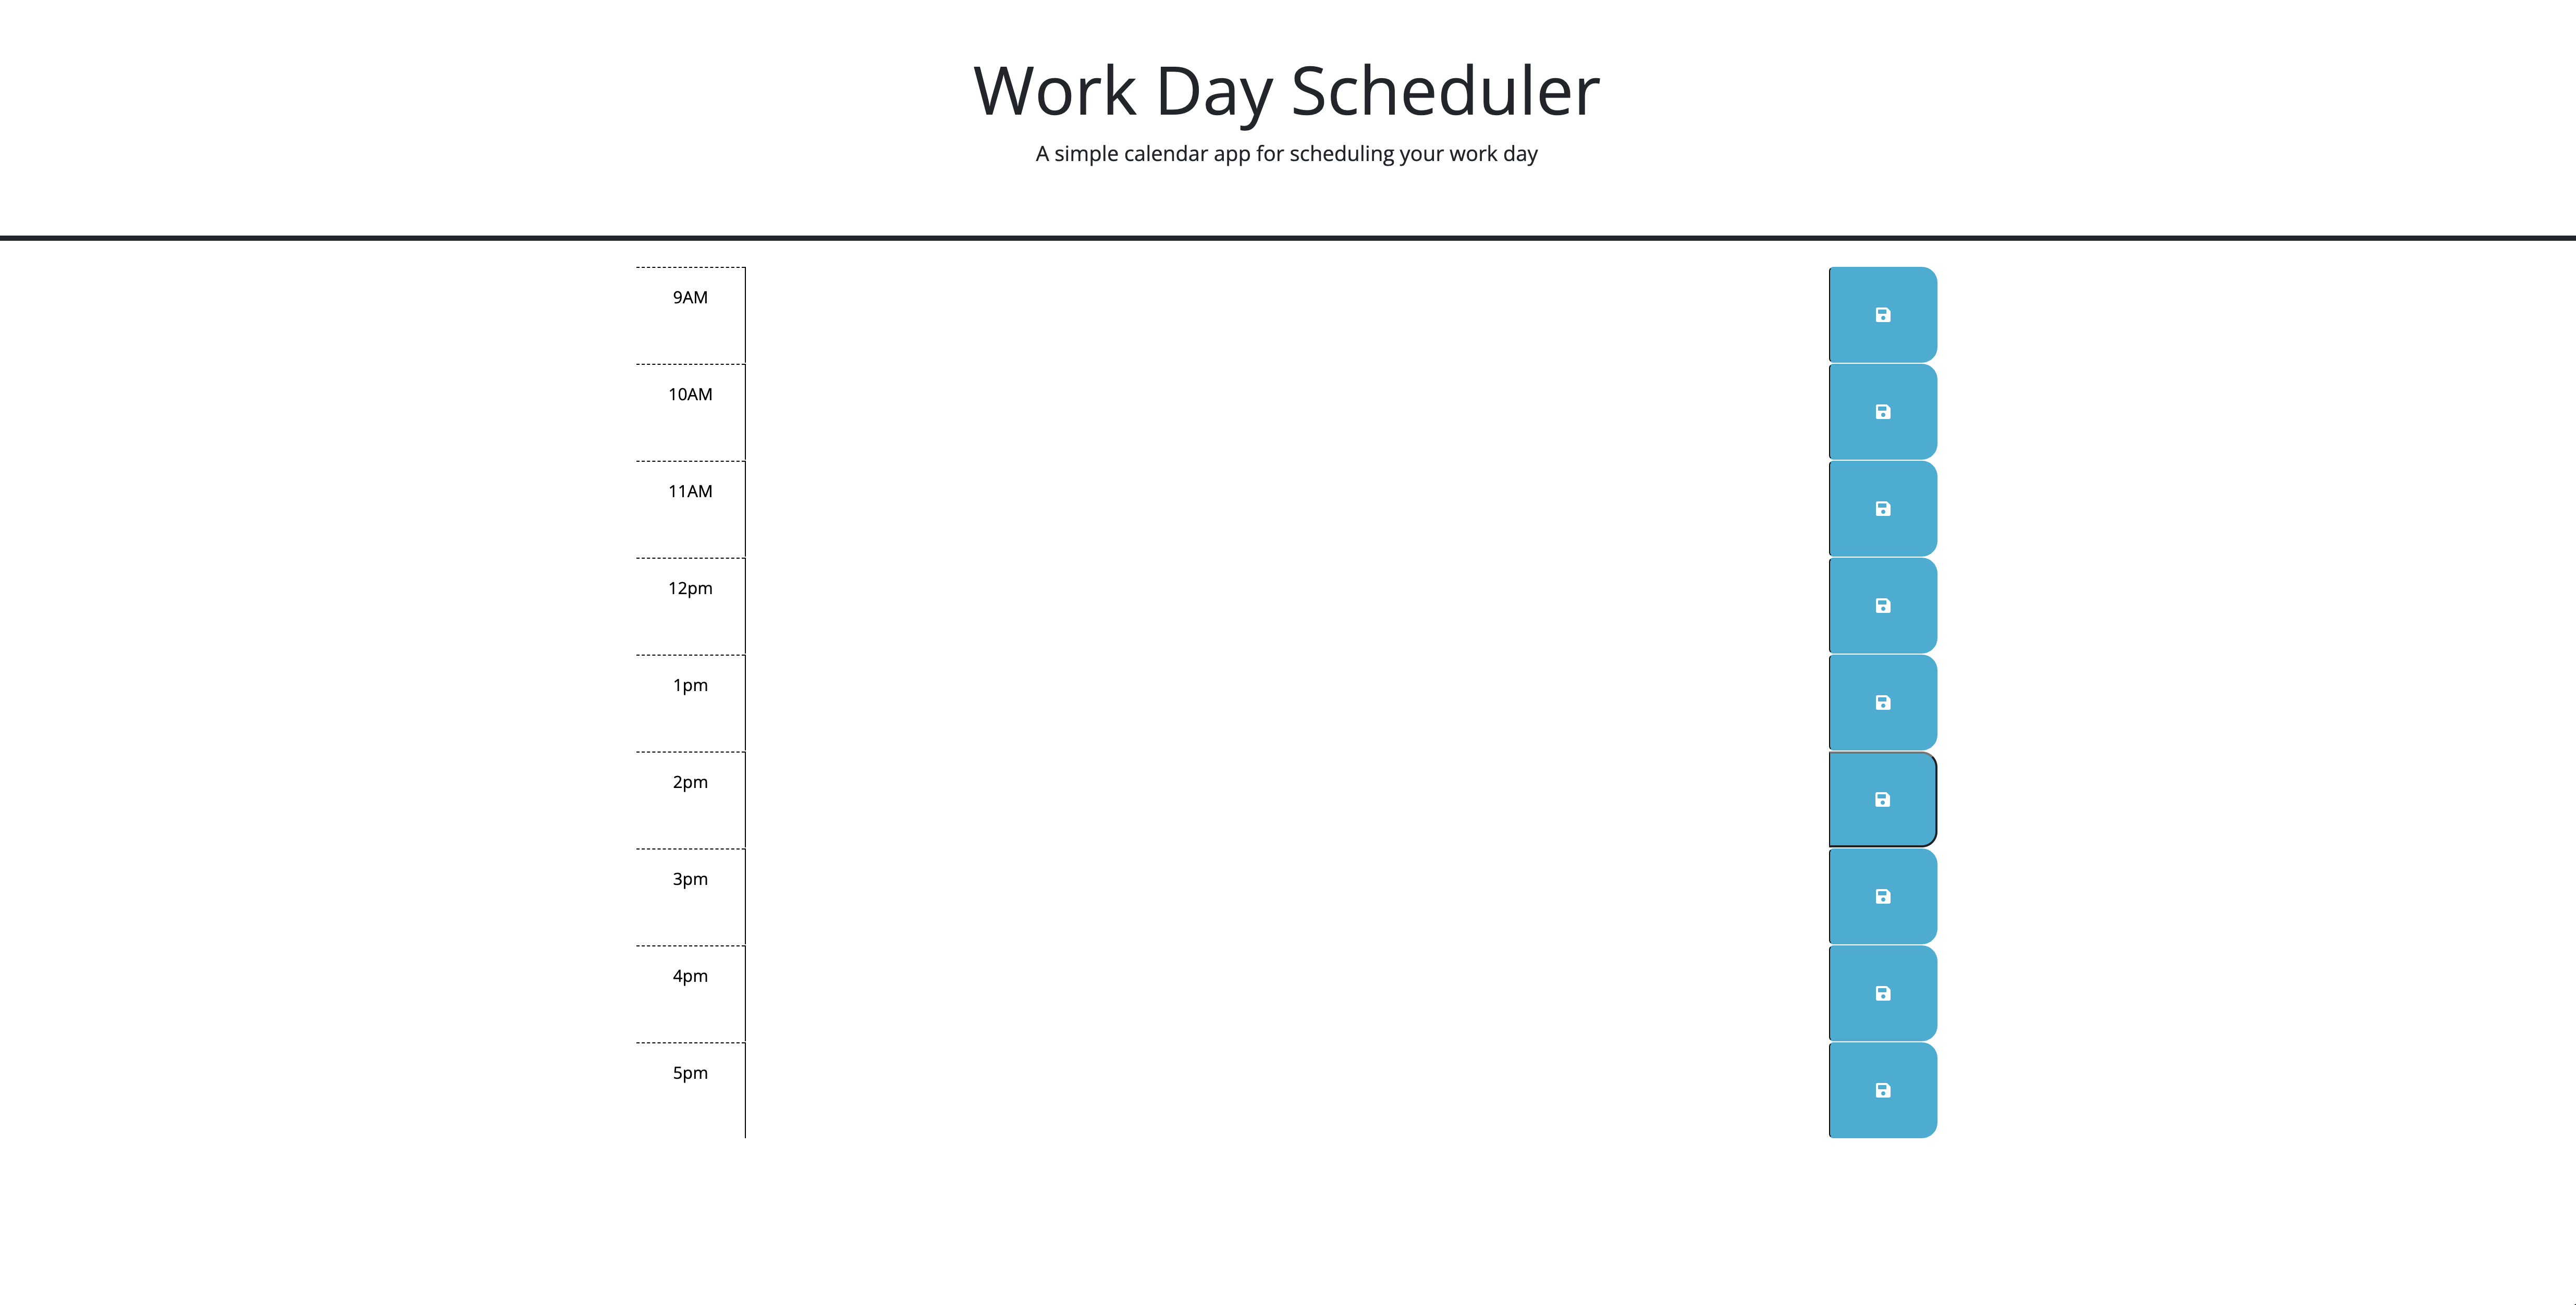 Work Day Scheduler
A simple calendar app for scheduling your work day
9AM
10AM
11AM
12pm
1pm
2pm
3pm
4pm
5pm